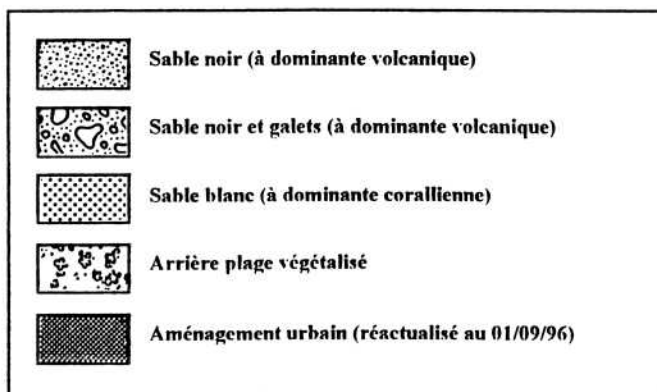 Sable noir (à dominante volcanique)
Sable noir et galets (à dominante volcanique)
Sable blanc (à dominante corallienne)
Arrière plage végétalisé
Aménagement urbain (réactualisé au 01/09/96)